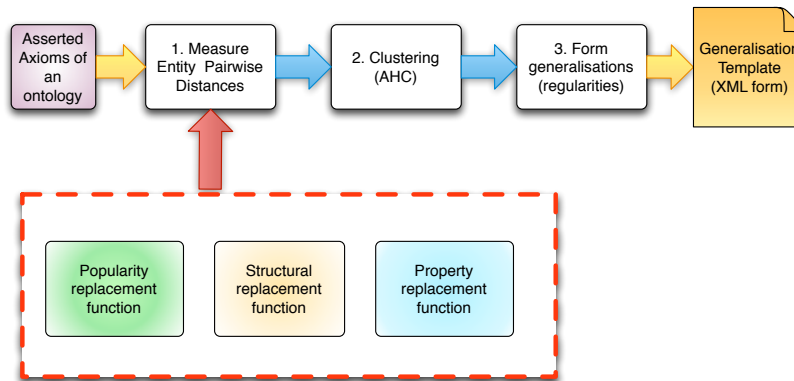 Asserted
Axioms of
an
ontology
1. Measure
Entity Pairwise
Distances
2. Clustering
(AHC)
3. Form
generalisations
(regularities)
Generalisation
Template
(XML form)
Popularity
replacement
function
Structural
replacement
function
Property
replacement
function